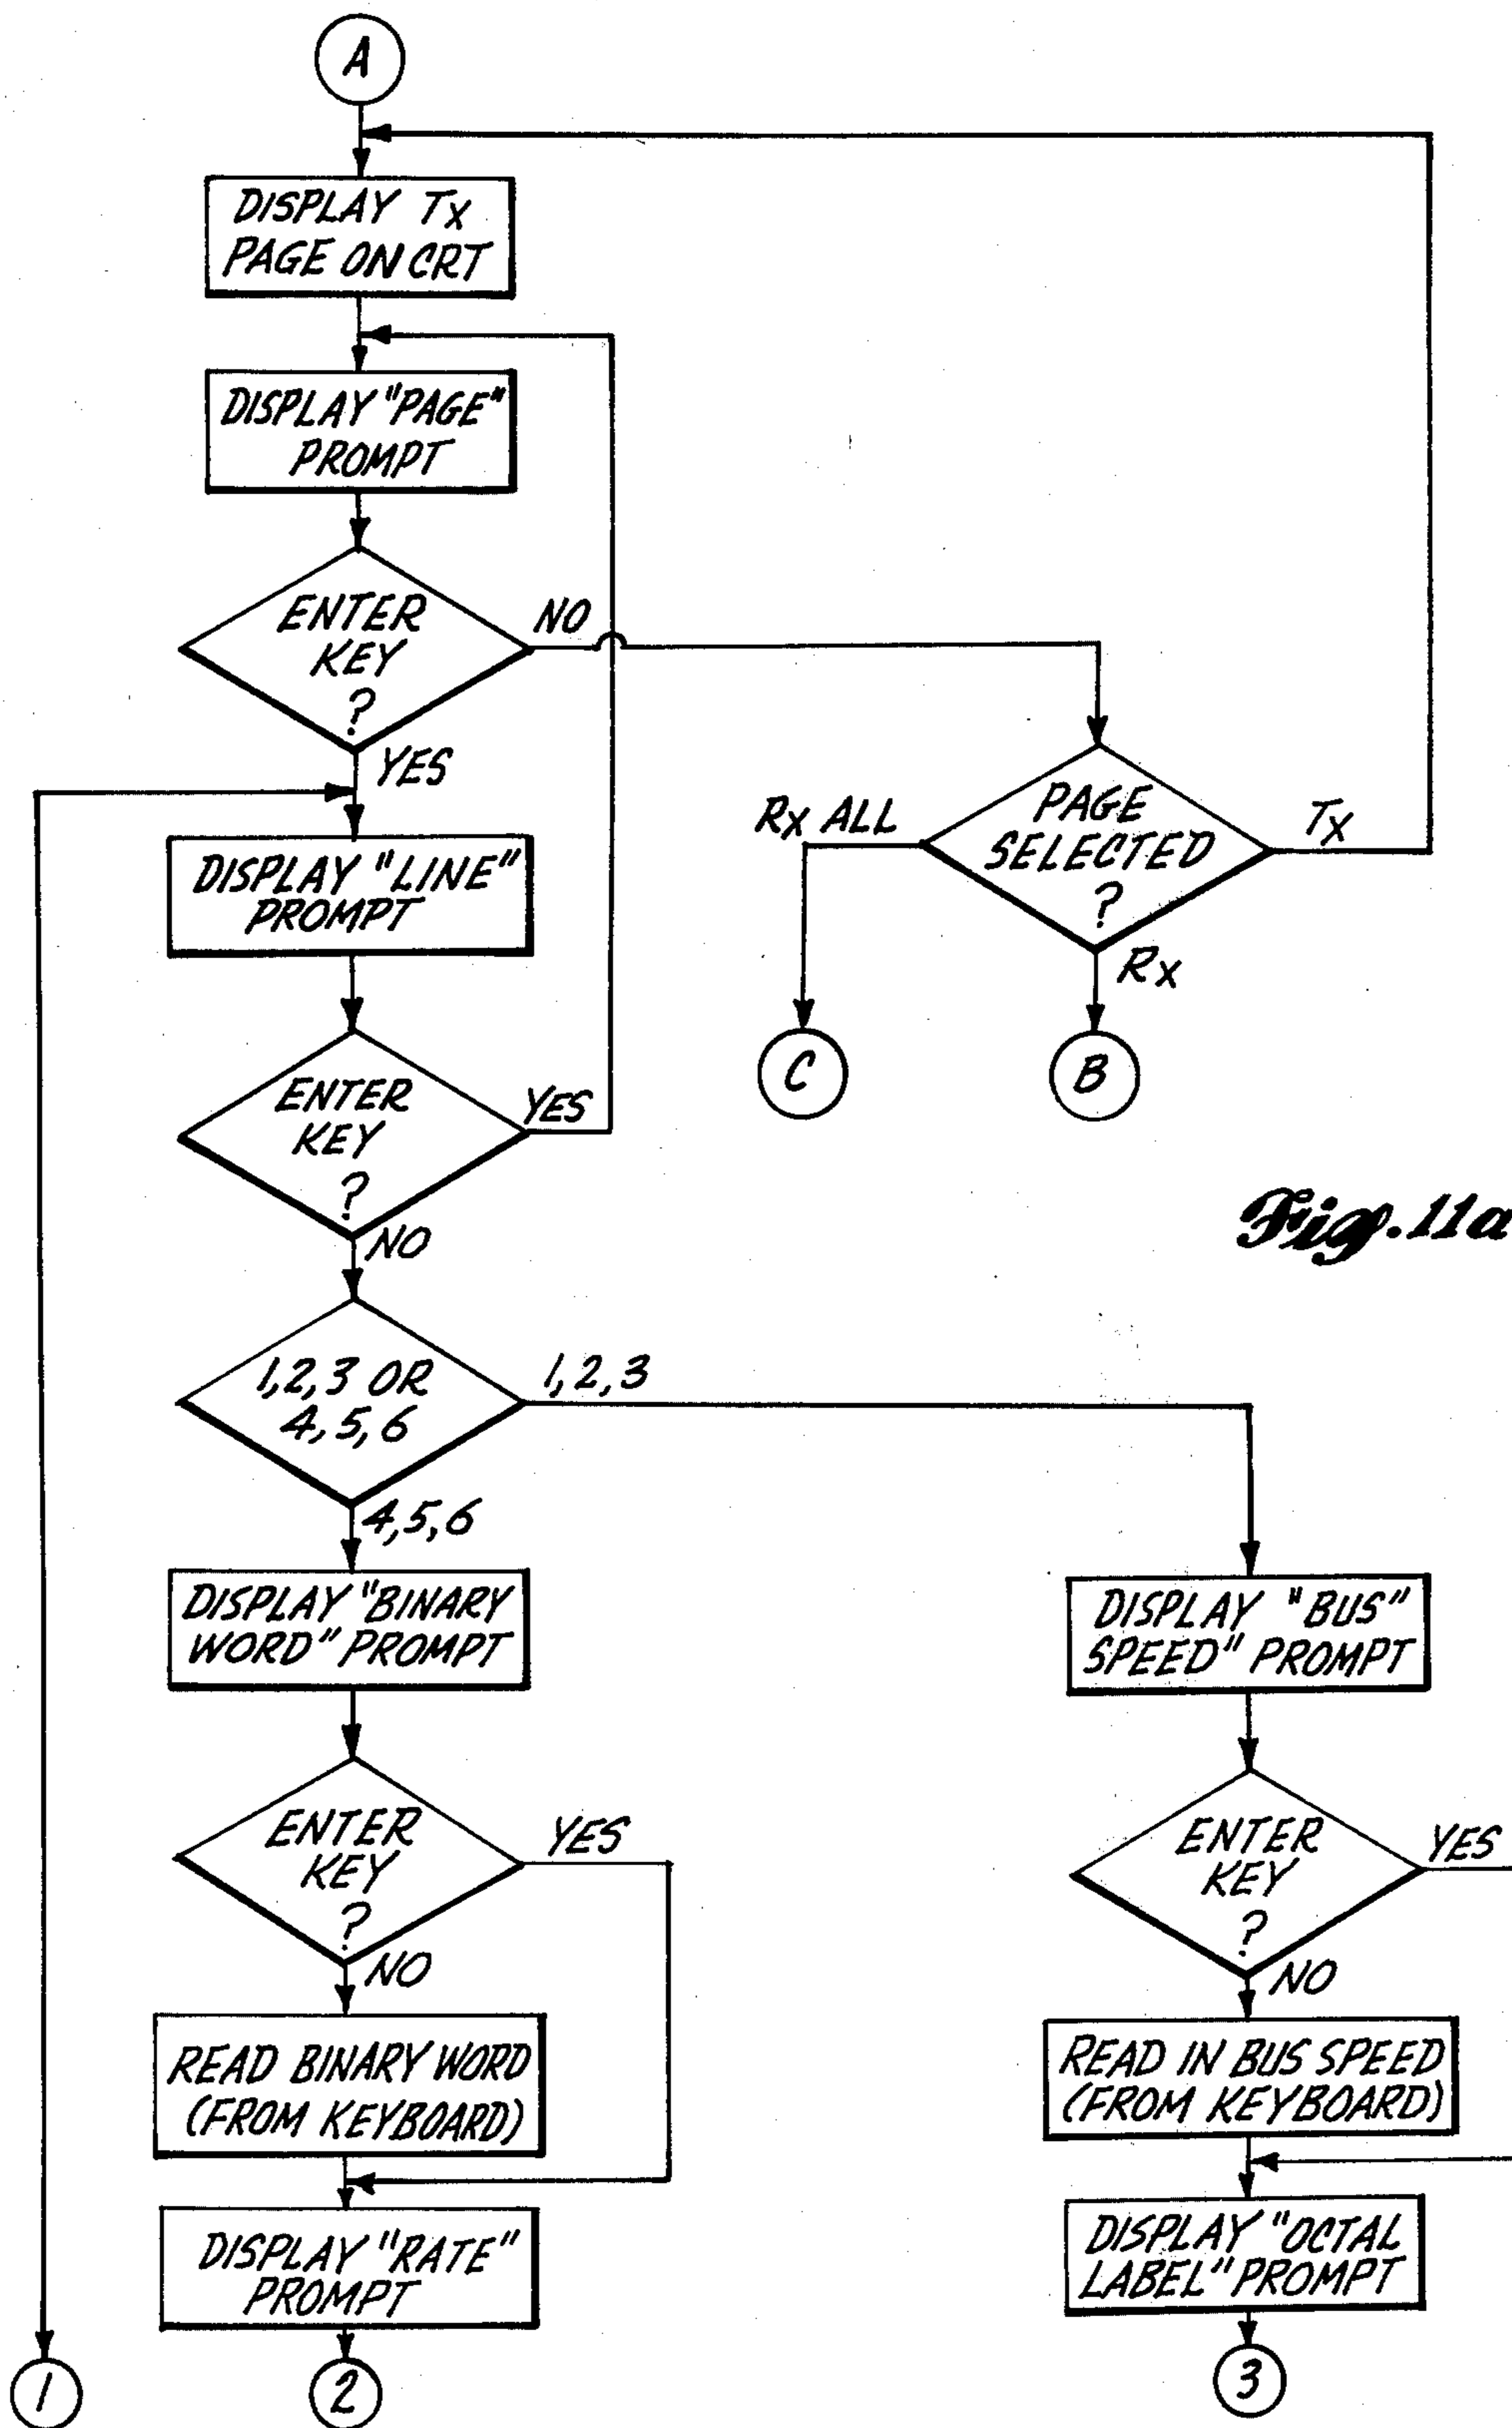 A
DISPLAY Tx
PAGE ON CRT
DISPLAY "PAGE"
PROMPT
ENTER
KEY
?
NO
YES
PAGE
SELECTED
?
Rx ALL
Tx
Rx
C
B
DISPLAY "LINE"
PROMPT
ENTER
KEY
?
YES
NO
Fig. 11a
1,2,3 OR
4,5,6
1,2,3
4,5,6
DISPLAY "BINARY
WORD" PROMPT
ENTER
KEY
?
YES
NO
READ BINARY WORD
(FROM KEYBOARD)
DISPLAY "RATE"
PROMPT
DISPLAY "BUS"
SPEED" PROMPT
ENTER
KEY
?
YES
NO
READ IN BUS SPEED
(FROM KEYBOARD)
DISPLAY "OCTAL
LABEL" PROMPT
1
2
3